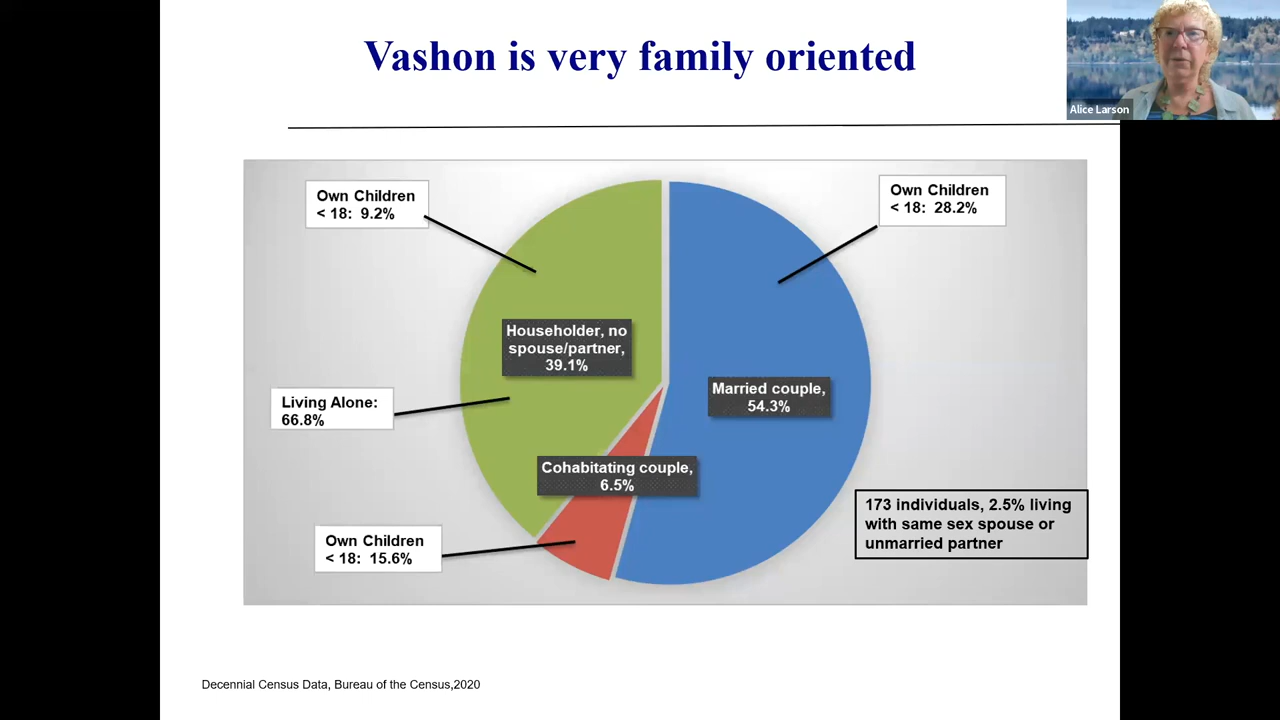 Vashon is very family oriented
Alice Larson
Own Children
< 18: 9.2%
Own Children
< 18: 28.2%
Householder, no
spouse/partner,
39.1%
Married couple,
54.3%
Living Alone:
66.8%
Cohabitating couple,
6.5%
173 individuals, 2.5% living
with same sex spouse or
unmarried partner
Own Children
< 18: 15.6%
Decennial Census Data, Bureau of the Census,2020